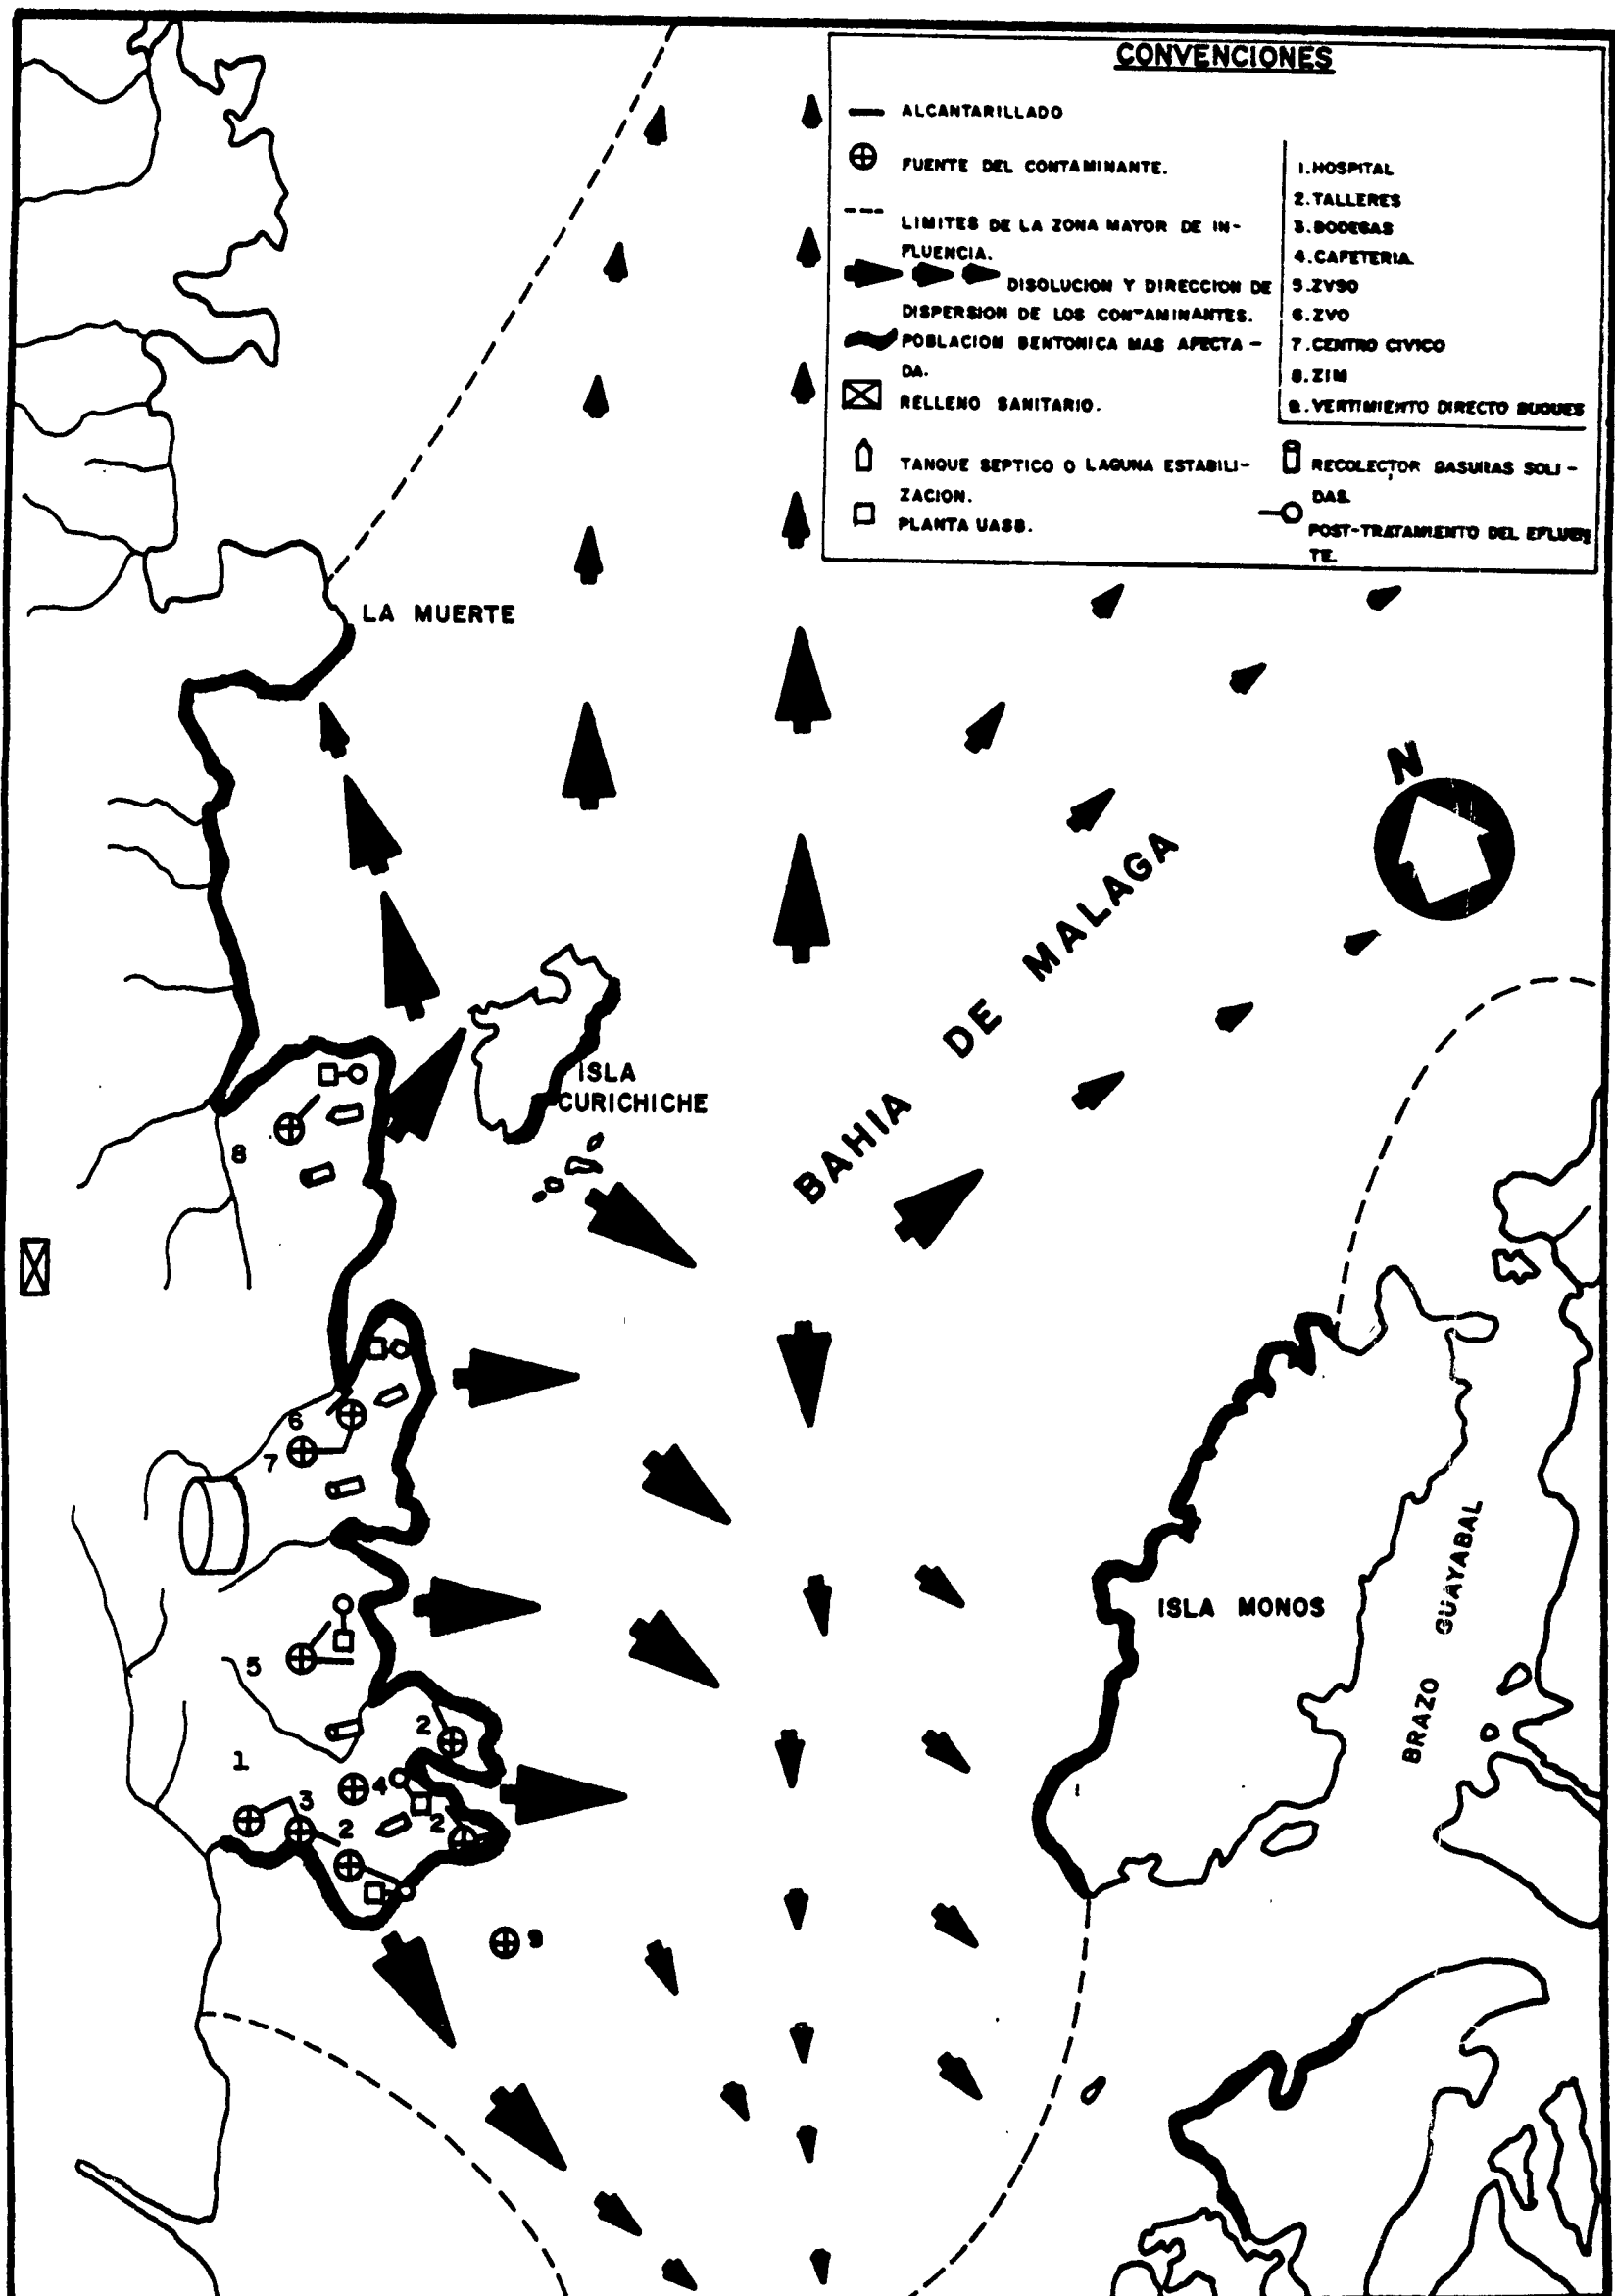 CONVENCIONES
ALCANTARILLADO
FUENTE DEL CONTAMINANTE.
LIMITES DE LA ZONA MAYOR DE IN-
FLUENCIA.
DISOLUCION Y DIRECCION DE
DISPERSION DE LOS CONTAMINANTES.
POBLACION BENTONICA MAS AFECTA-
DA.
RELLENO SANITARIO.
TANQUE SEPTICO O LAGUNA ESTABILI-
ZACION.
PLANTA UASB.
1.HOSPITAL
2.TALLERES
3.BODEGAS
4.CAFETERIA.
5.ZVSO
6.ZVO
7.CENTRO CIVICO
8.ZIM
9.VERTIMIENTO DIRECTO BUQUES
RECOLECTOR BASURAS SOLI-
DAS.
POST-TRATAMIENTO DEL EFLUEN
TE.
LA MUERTE
N
BAHIA DE MALAGA
ISLA
CURICHICHE
8
6
7
ISLA MONOS
BRAZO GUAYABAL
5
2
1
4
3
2
2
9